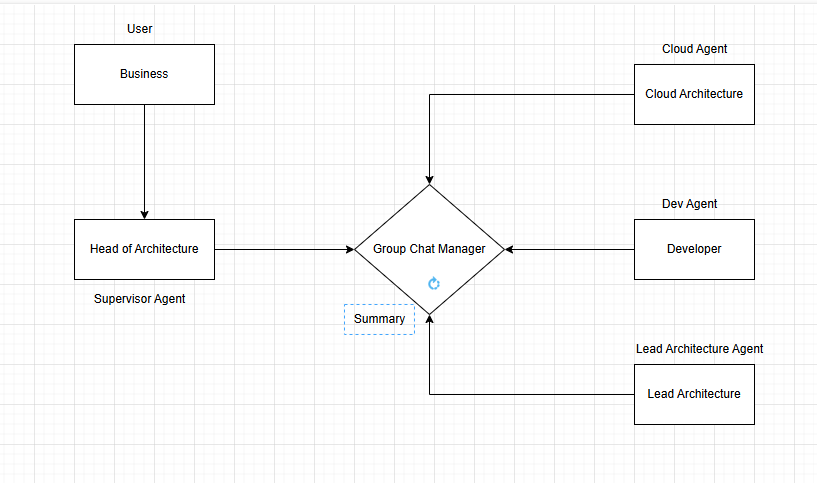 User
Business
Cloud Agent
Cloud Architecture
Dev Agent
Head of Architecture
Group Chat Manager
Developer
Supervisor Agent
Summary
Lead Architecture Agent
Lead Architecture